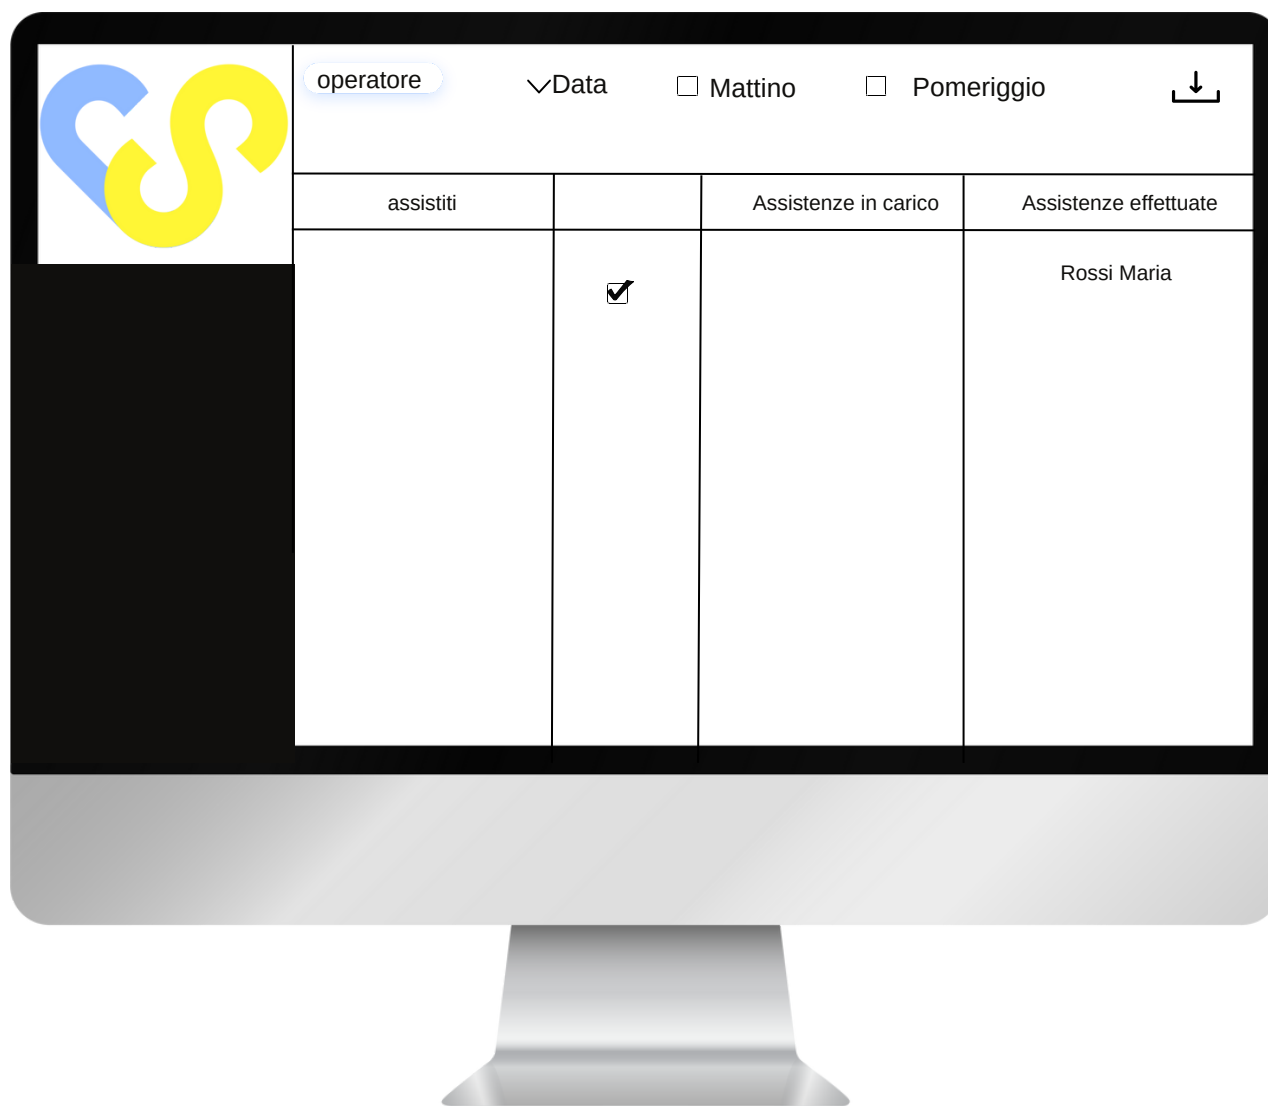 operatore
Data
Mattino
Pomeriggio
assistiti
Assistenze in carico
Assistenze effettuate
Rossi Maria